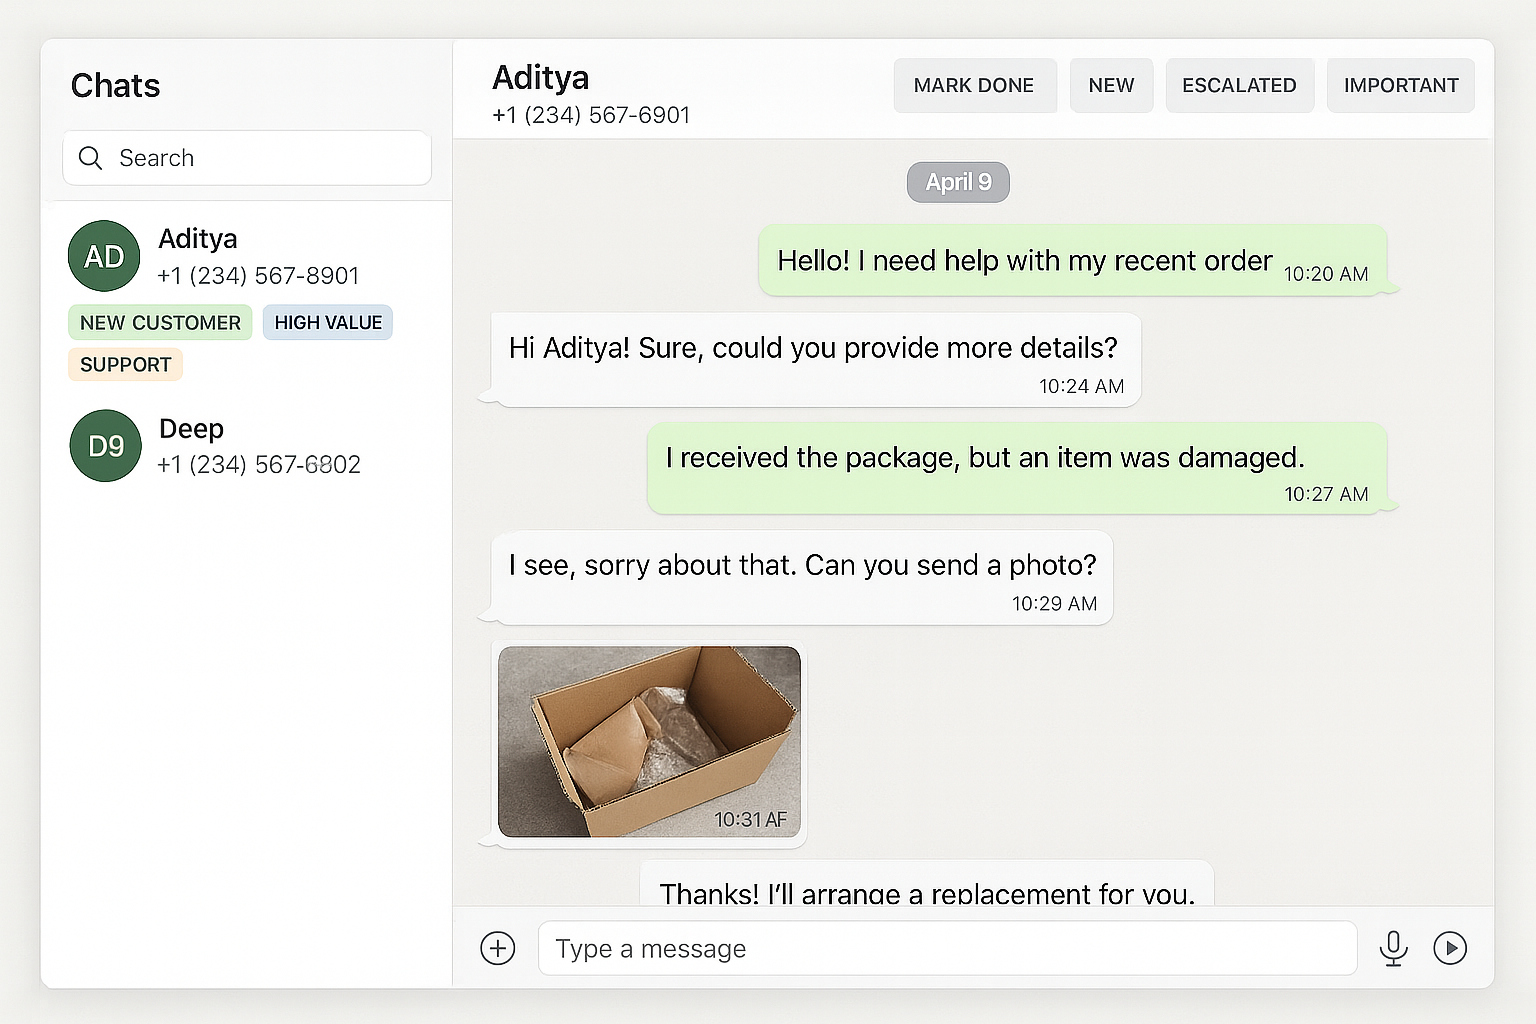 Chats
Search
AD
Aditya
+1 (234) 567-8901
NEW CUSTOMER
HIGH VALUE
SUPPORT
D9
Deep
+1 (234) 567-6802
Aditya
+1 (234) 567-6901
MARK DONE
NEW
ESCALATED
IMPORTANT
April 9
Hello! I need help with my recent order
10:20 AM
Hi Aditya! Sure, could you provide more details?
10:24 AM
I received the package, but an item was damaged.
10:27 AM
I see, sorry about that. Can you send a photo?
10:29 AM
10:31 AF
Thanks! I’ll arrange a replacement for you.
Type a message